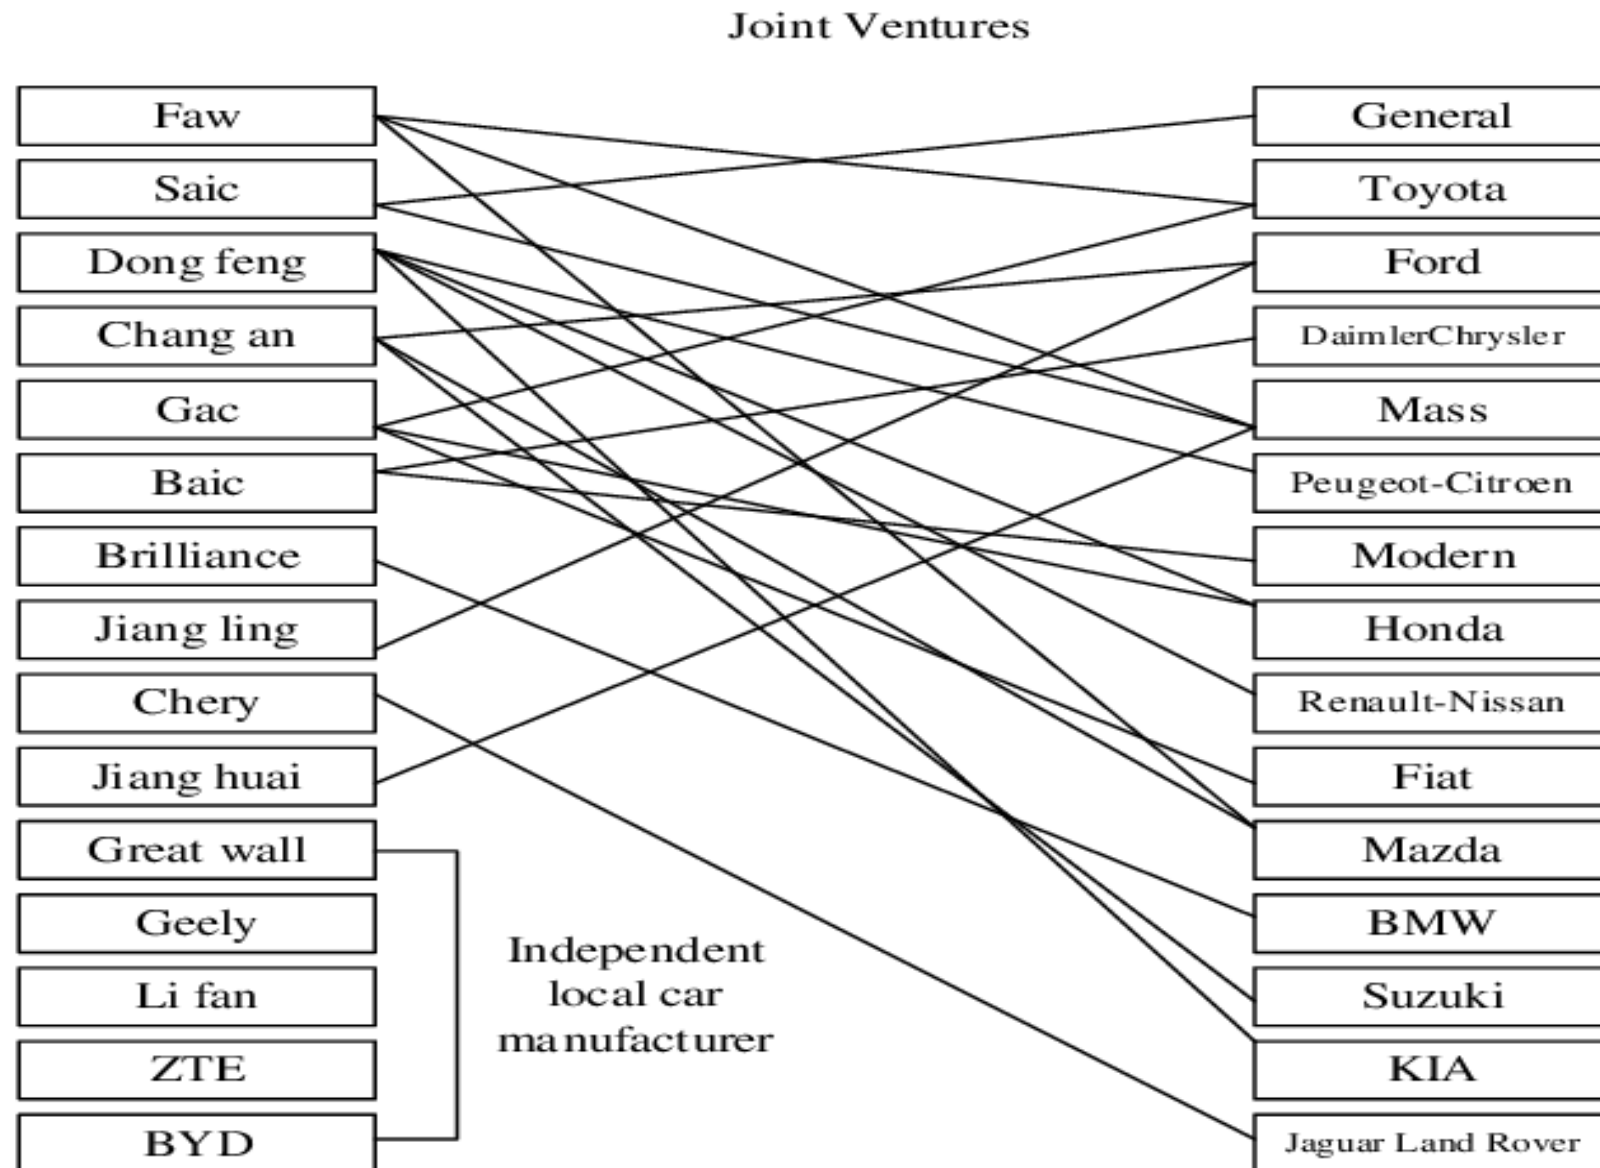 Joint Ventures
Faw
Saic
Dong feng
Chang an
Gac
Baic
Brilliance
Jiang ling
Chery
Jiang huai
Great wall
Geely
Li fan
ZTE
BYD
Independent
local car
manufacturer
General
Toyota
Ford
DaimlerChrysler
Mass
Peugeot-Citroen
Modern
Honda
Renault-Nissan
Fiat
Mazda
BMW
Suzuki
KIA
Jaguar Land Rover